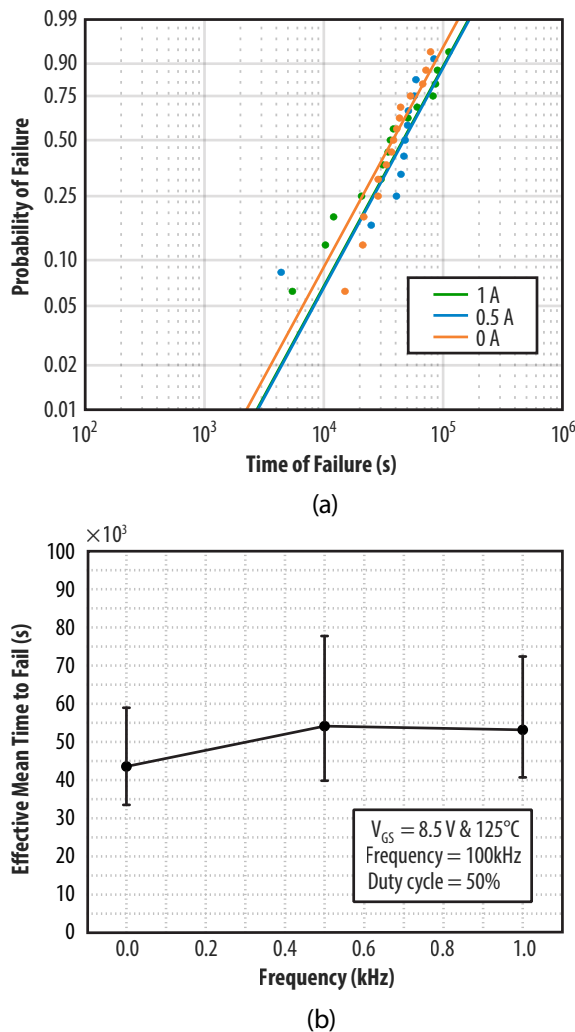 0.99
0.90
0.75
0.50
0.25
0.10
0.05
0.02
0.01
Probability of Failure
1 A
0.5 A
0 A
10² 10³ 10⁴ 10⁵ 10⁶
Time of Failure (s)
(a)
×10³
100
90
80
70
60
50
40
30
20
10
0
Effective Mean Time to Fail (s)
V_GS = 8.5 V & 125°C
Frequency = 100kHz
Duty cycle = 50%
0.0 0.2 0.4 0.6 0.8 1.0
Frequency (kHz)
(b)